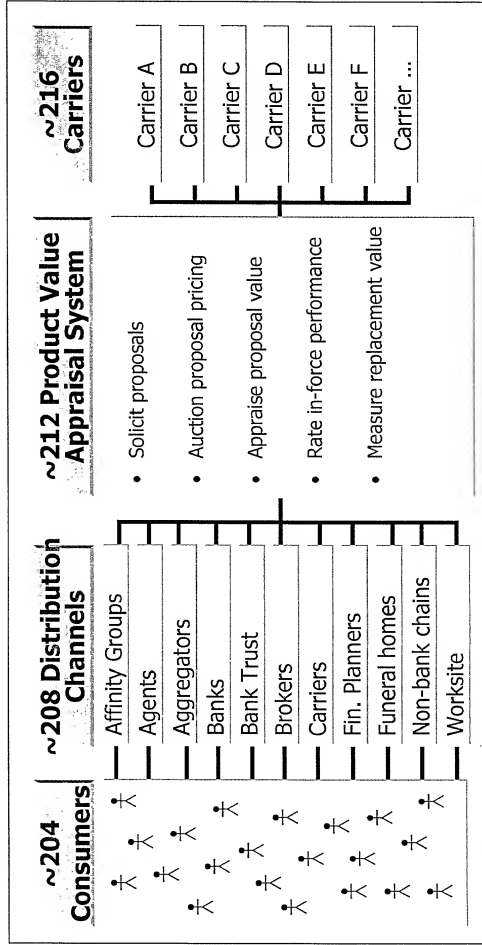 ~204
Consumers
~208 Distribution
Channels
Affinity Groups
Agents
Aggregators
Banks
Bank Trust
Brokers
Carriers
Fin. Planners
Funeral homes
Non-bank chains
Worksite
~212 Product Value
Appraisal System
• Solicit proposals
• Auction proposal pricing
• Appraise proposal value
• Rate in-force performance
• Measure replacement value
~216
Carriers
Carrier A
Carrier B
Carrier C
Carrier D
Carrier E
Carrier F
Carrier ...